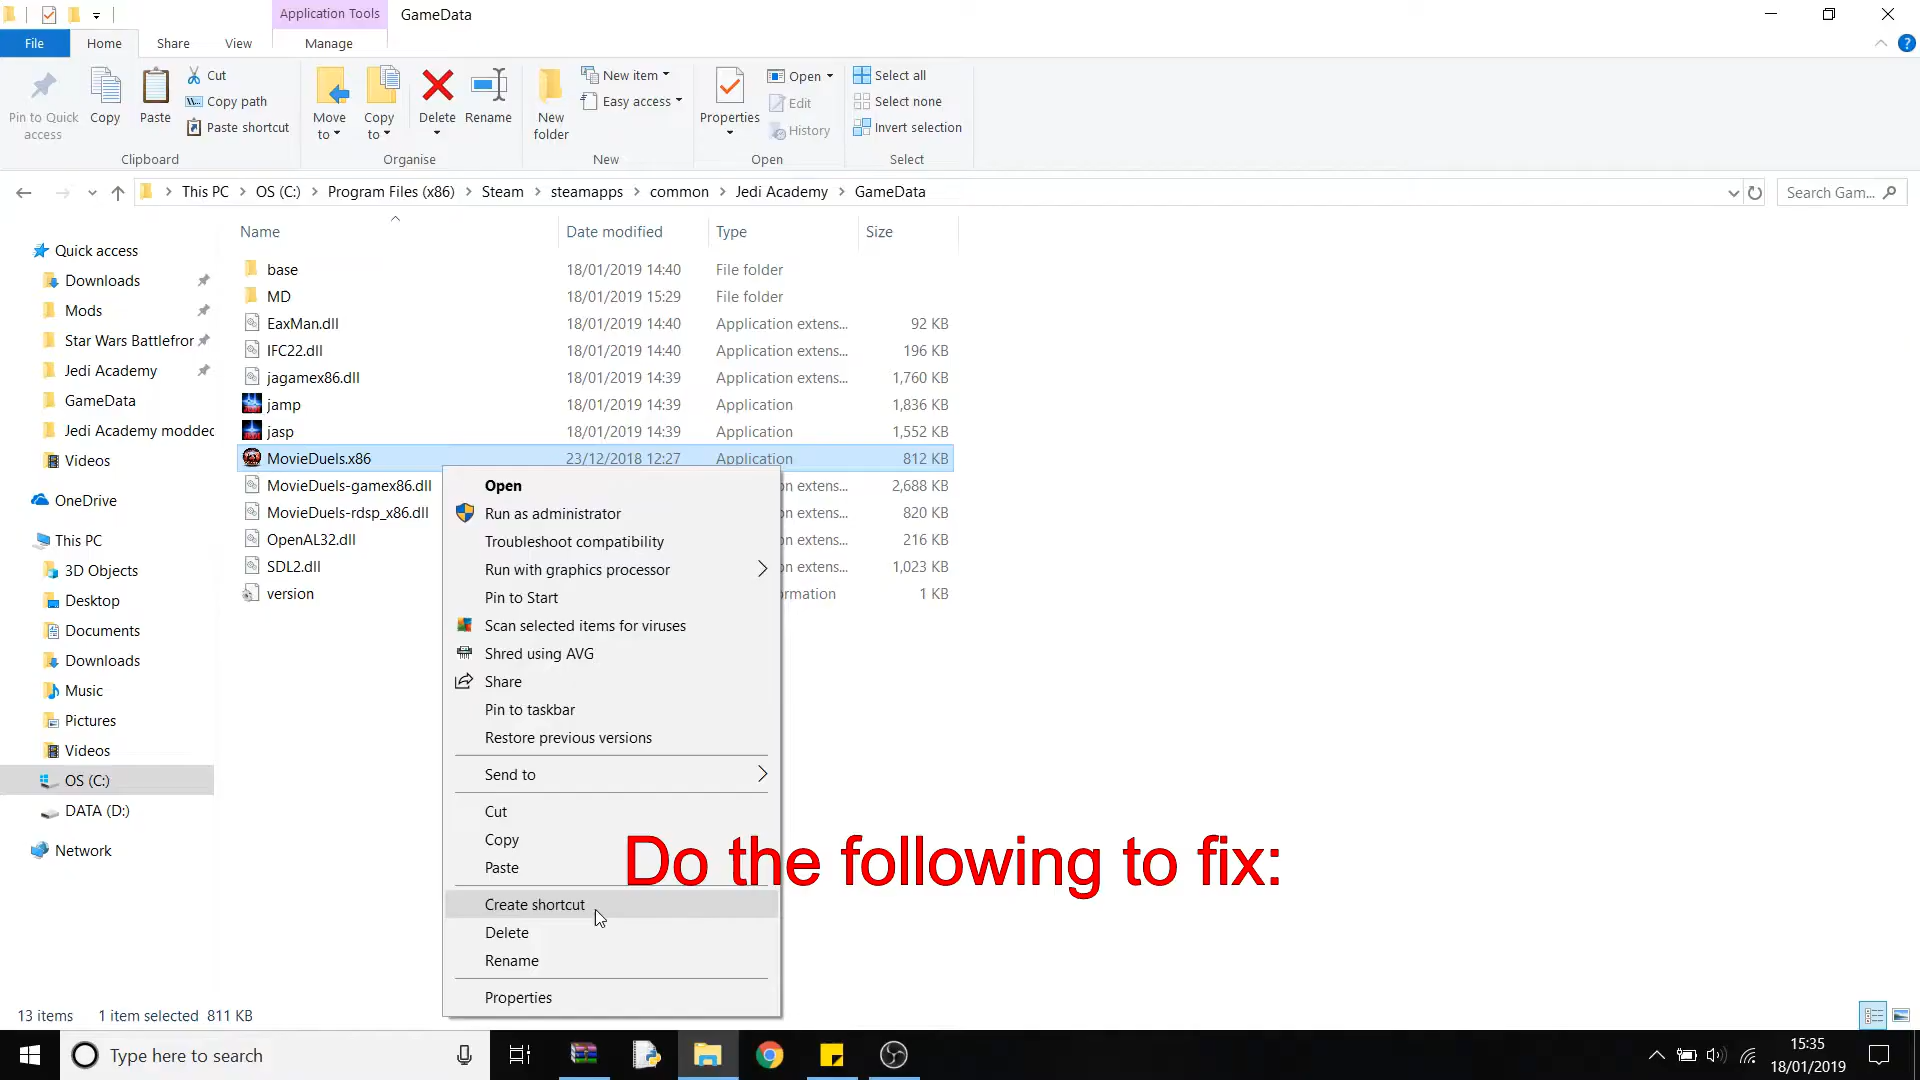 Application Tools
GameData
File
Home
Share
View
Manage
Pin to Quick
access
Copy
Paste
Cut
Copy path
Paste shortcut
Clipboard
Move
to
Copy
to
Delete
Rename
Organise
New
folder
New item
Easy access
New
Properties
Open
Edit
History
Open
Select all
Select none
Invert selection
Select
This PC > OS (C:) > Program Files (x86) > Steam > steamapps > common > Jedi Academy > GameData
Search Gam...
Name
Date modified
Type
Size
Quick access
Downloads
Mods
Star Wars Battlefror
Jedi Academy
GameData
Jedi Academy modded
Videos
OneDrive
This PC
3D Objects
Desktop
Documents
Downloads
Music
Pictures
Videos
OS (C:)
DATA (D:)
Network
base 18/01/2019 14:40 File folder
MD 18/01/2019 15:29 File folder
EaxMan.dll 18/01/2019 14:40 Application extens... 92 KB
IFC22.dll 18/01/2019 14:40 Application extens... 196 KB
jagamex86.dll 18/01/2019 14:39 Application extens... 1,760 KB
jamp 18/01/2019 14:39 Application 1,836 KB
jasp 18/01/2019 14:39 Application 1,552 KB
MovieDuels.x86 23/12/2018 12:27 Application 812 KB
MovieDuels-gamex86.dll on extens... 2,688 KB
MovieDuels-rdsp_x86.dll on extens... 820 KB
OpenAL32.dll on extens... 216 KB
SDL2.dll on extens... 1,023 KB
version ormation 1 KB
Open
Run as administrator
Troubleshoot compatibility
Run with graphics processor
Pin to Start
Scan selected items for viruses
Shred using AVG
Share
Pin to taskbar
Restore previous versions
Send to
Cut
Copy
Paste
Create shortcut
Delete
Rename
Properties
Do the following to fix:
13 items 1 item selected 811 KB
Type here to search
15:35
18/01/2019